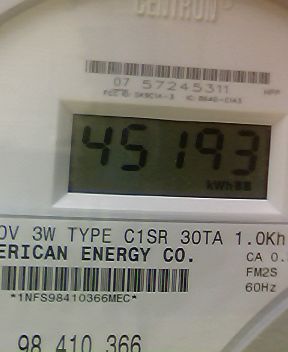 CENTRON®
07 57245311
45193
kWh
0V 3W TYPE C1SR 30TA 1.0Kh
ERICAN ENERGY CO.
CA 0.
FM2S
*1NFS98410366MEC*
60Hz
98 410 366